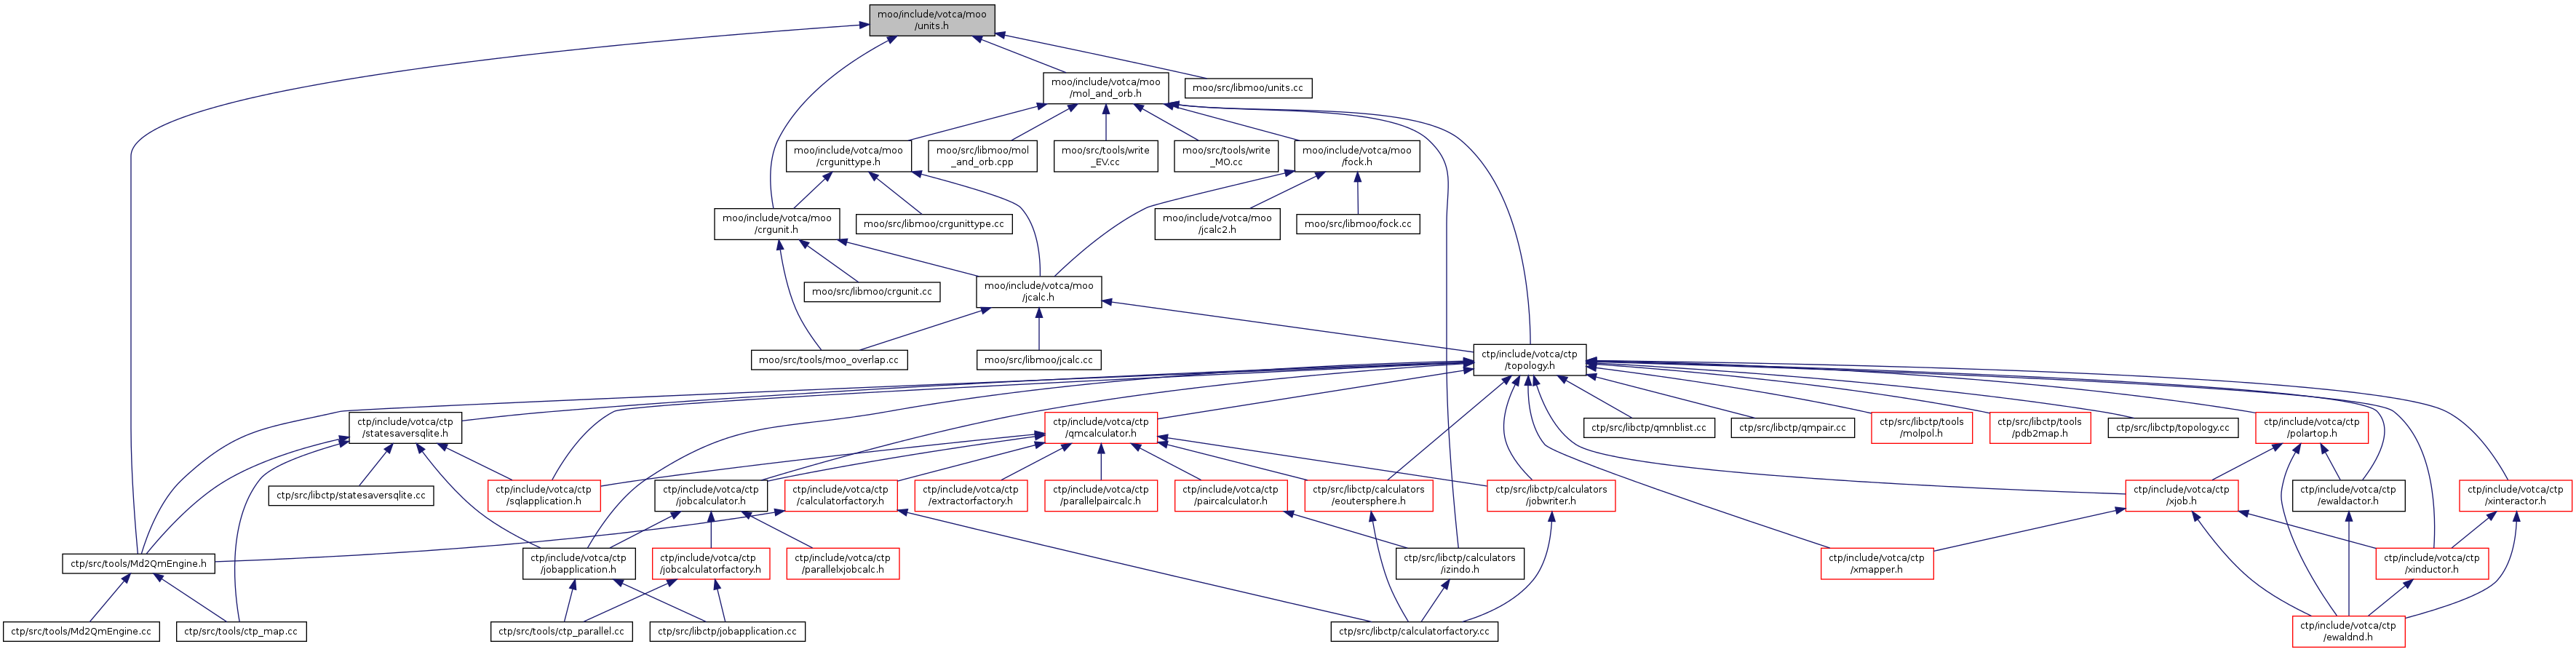 moo/include/votca/moo
/units.h
moo/include/votca/moo
/mol_and_orb.h
moo/src/libmoo/units.cc
moo/include/votca/moo
/crgunittype.h
moo/src/libmoo/mol
_and_orb.cpp
moo/src/tools/write
_EV.cc
moo/src/tools/write
_MO.cc
moo/include/votca/moo
/fock.h
moo/include/votca/moo
/crgunit.h
moo/src/libmoo/crgunittype.cc
moo/include/votca/moo
/jcalc2.h
moo/src/libmoo/fock.cc
moo/src/libmoo/crgunit.cc
moo/include/votca/moo
/jcalc.h
moo/src/tools/moo_overlap.cc
moo/src/libmoo/jcalc.cc
ctp/include/votca/ctp
/topology.h
ctp/include/votca/ctp
/statesaversqlite.h
ctp/include/votca/ctp
/qmcalculator.h
ctp/src/libctp/qmnblist.cc
ctp/src/libctp/qmpair.cc
ctp/src/libctp/tools
/molpol.h
ctp/src/libctp/tools
/pdb2map.h
ctp/src/libctp/topology.cc
ctp/include/votca/ctp
/polartop.h
ctp/src/libctp/statesaversqlite.cc
ctp/include/votca/ctp
/sqlapplication.h
ctp/include/votca/ctp
/jobcalculator.h
ctp/include/votca/ctp
/calculatorfactory.h
ctp/include/votca/ctp
/extractorfactory.h
ctp/include/votca/ctp
/parallelpaircalc.h
ctp/include/votca/ctp
/paircalculator.h
ctp/src/libctp/calculators
/eoutersphere.h
ctp/src/libctp/calculators
/jobwriter.h
ctp/include/votca/ctp
/xjob.h
ctp/include/votca/ctp
/ewaldactor.h
ctp/include/votca/ctp
/xinteractor.h
ctp/src/tools/Md2QmEngine.h
ctp/include/votca/ctp
/jobapplication.h
ctp/include/votca/ctp
/jobcalculatorfactory.h
ctp/include/votca/ctp
/parallelxjobcalc.h
ctp/src/libctp/calculators
/izindo.h
ctp/include/votca/ctp
/xmapper.h
ctp/include/votca/ctp
/xinductor.h
ctp/src/tools/Md2QmEngine.cc
ctp/src/tools/ctp_map.cc
ctp/src/tools/ctp_parallel.cc
ctp/src/libctp/jobapplication.cc
ctp/src/libctp/calculatorfactory.cc
ctp/include/votca/ctp
/ewaldnd.h